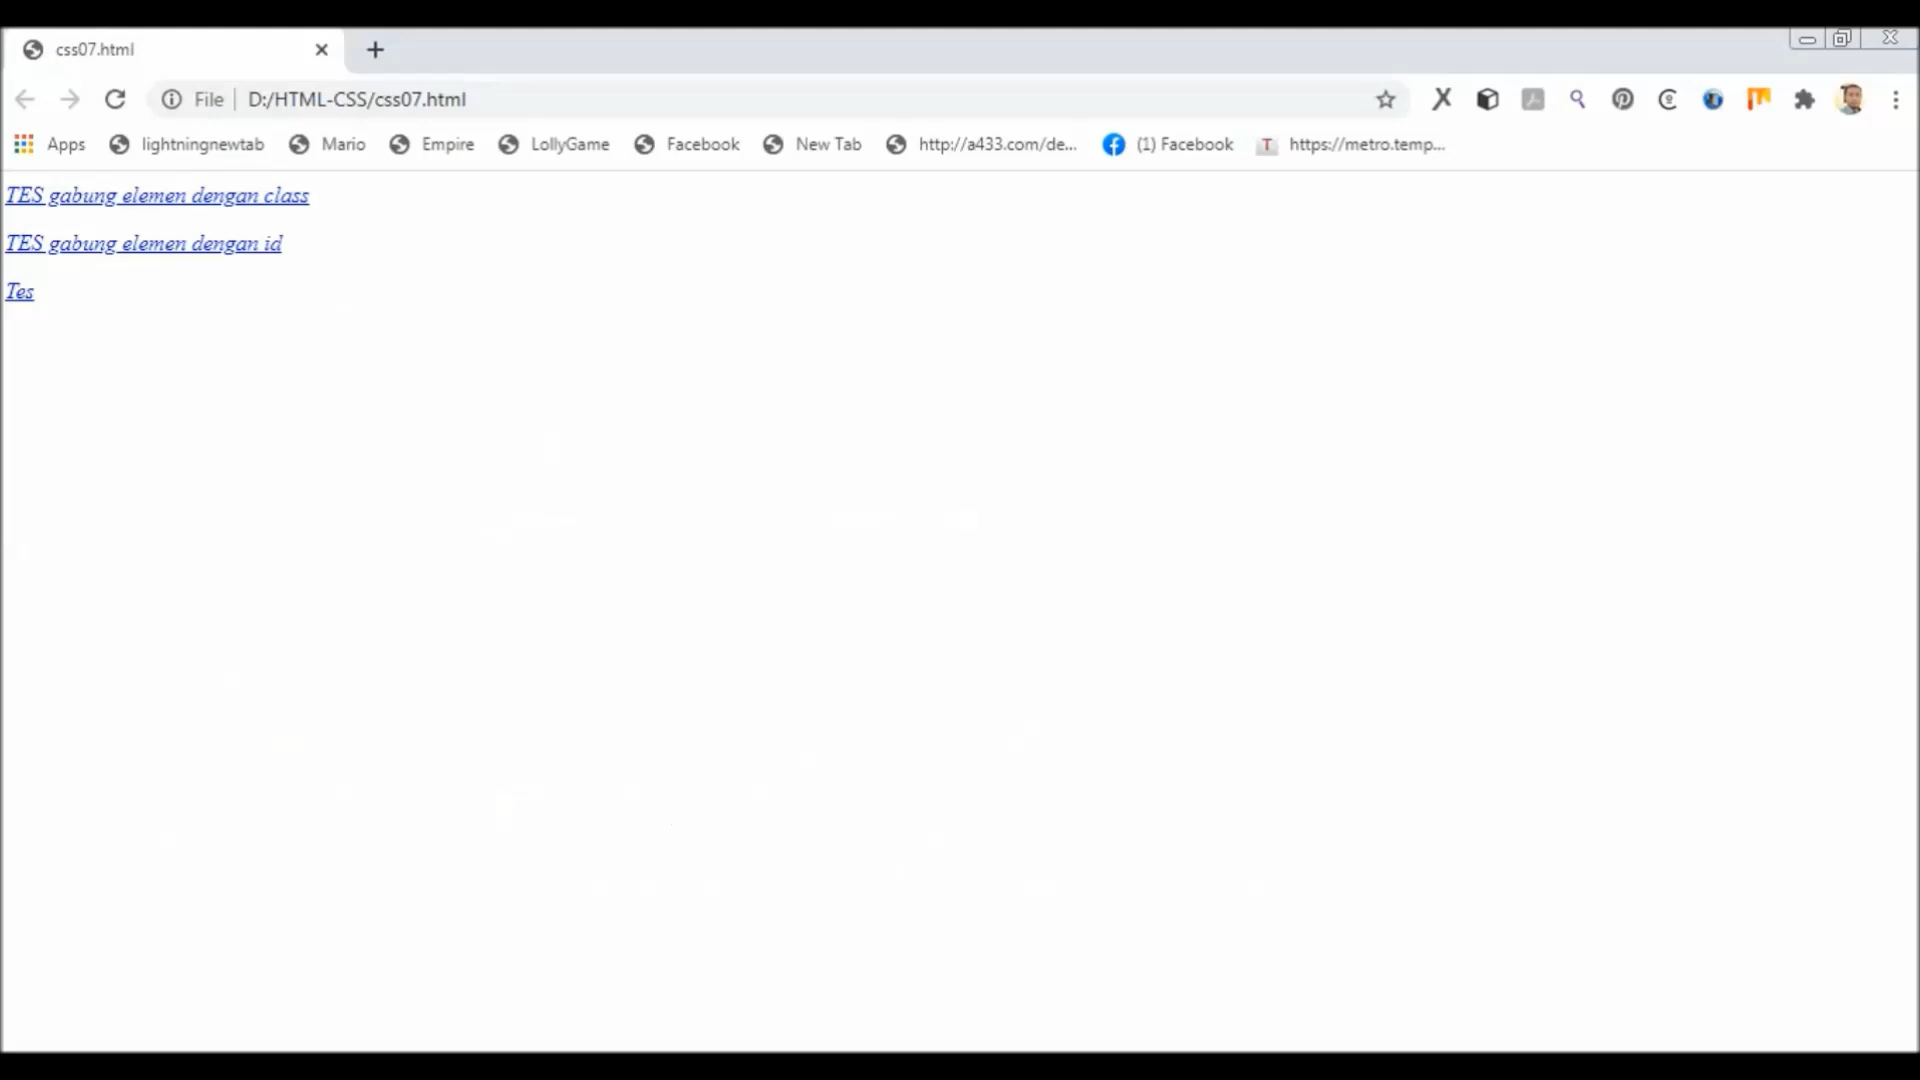 css07.html
File D:/HTML-CSS/css07.html
Apps lightningnewtab Mario Empire LollyGame Facebook New Tab http://a433.com/de... (1) Facebook T https://metro.temp...
TES gabung elemen dengan class
TES gabung elemen dengan id
Tes